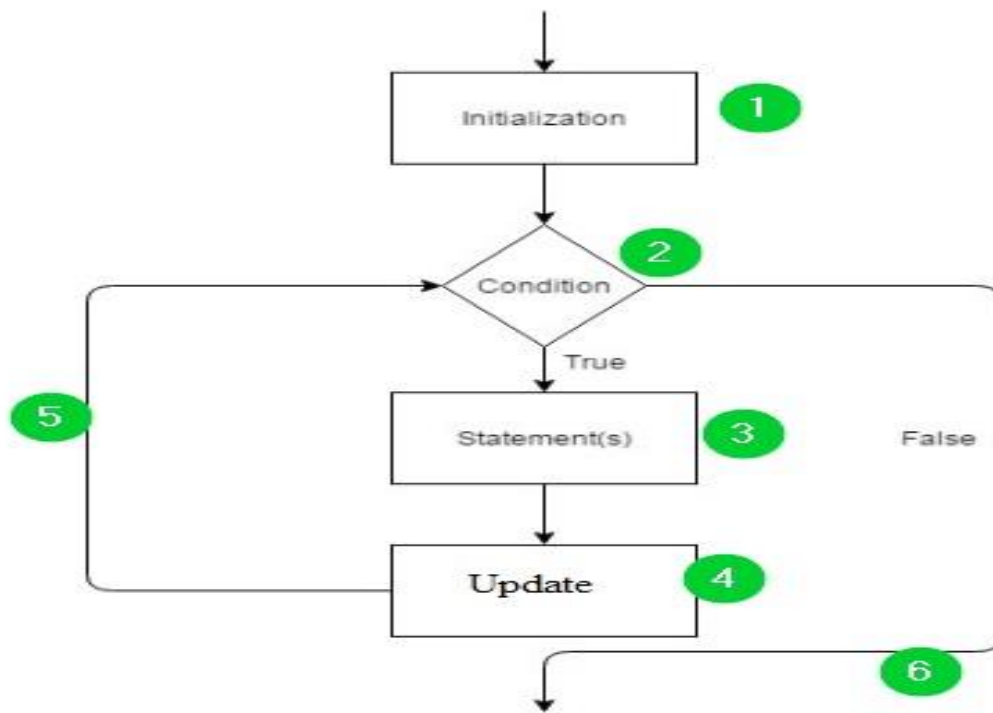 Initialization
1
2
Condition
True
5
Statement(s)
3
False
Update
4
6